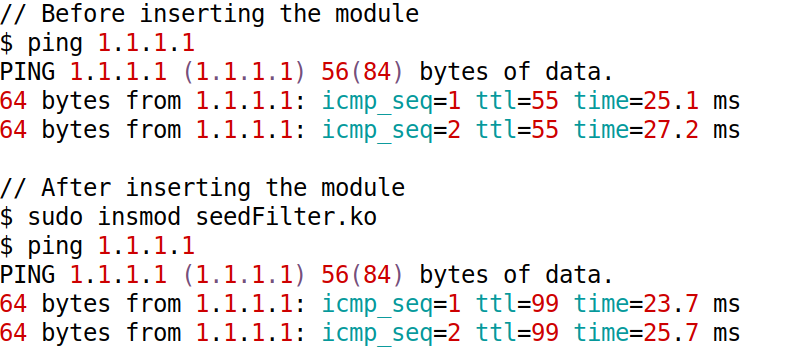 // Before inserting the module
$ ping 1.1.1.1
PING 1.1.1.1 (1.1.1.1) 56(84) bytes of data.
64 bytes from 1.1.1.1: icmp_seq=1 ttl=55 time=25.1 ms
64 bytes from 1.1.1.1: icmp_seq=2 ttl=55 time=27.2 ms
// After inserting the module
$ sudo insmod seedFilter.ko
$ ping 1.1.1.1
PING 1.1.1.1 (1.1.1.1) 56(84) bytes of data.
64 bytes from 1.1.1.1: icmp_seq=1 ttl=99 time=23.7 ms
64 bytes from 1.1.1.1: icmp_seq=2 ttl=99 time=25.7 ms